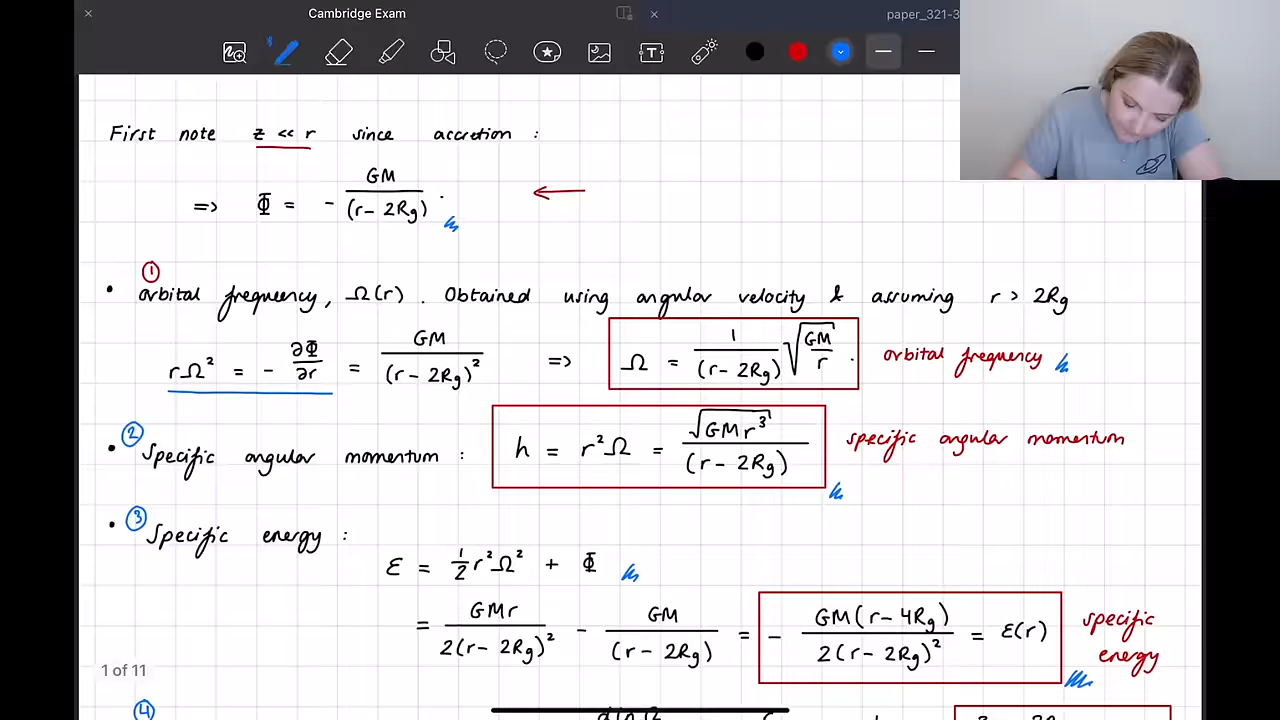 Cambridge Exam
paper_321-3
First note z << r since accretion :
=> Φ = - GM / (r - 2Rg) .
①
• orbital frequency, Ω(r) . Obtained using angular velocity & assuming r > 2Rg
rΩ² = - ∂Φ/∂r = GM / (r - 2Rg)² => Ω = 1 / (r - 2Rg) √(GM/r) . orbital frequency
②
• Specific angular momentum : h = r²Ω = √(GMr³) / (r - 2Rg) specific angular momentum
③
• Specific energy :
ε = ½ r²Ω² + Φ
= GMr / 2(r - 2Rg)² - GM / (r - 2Rg) = - GM(r - 4Rg) / 2(r - 2Rg)² = ε(r) specific energy
1 of 11
④